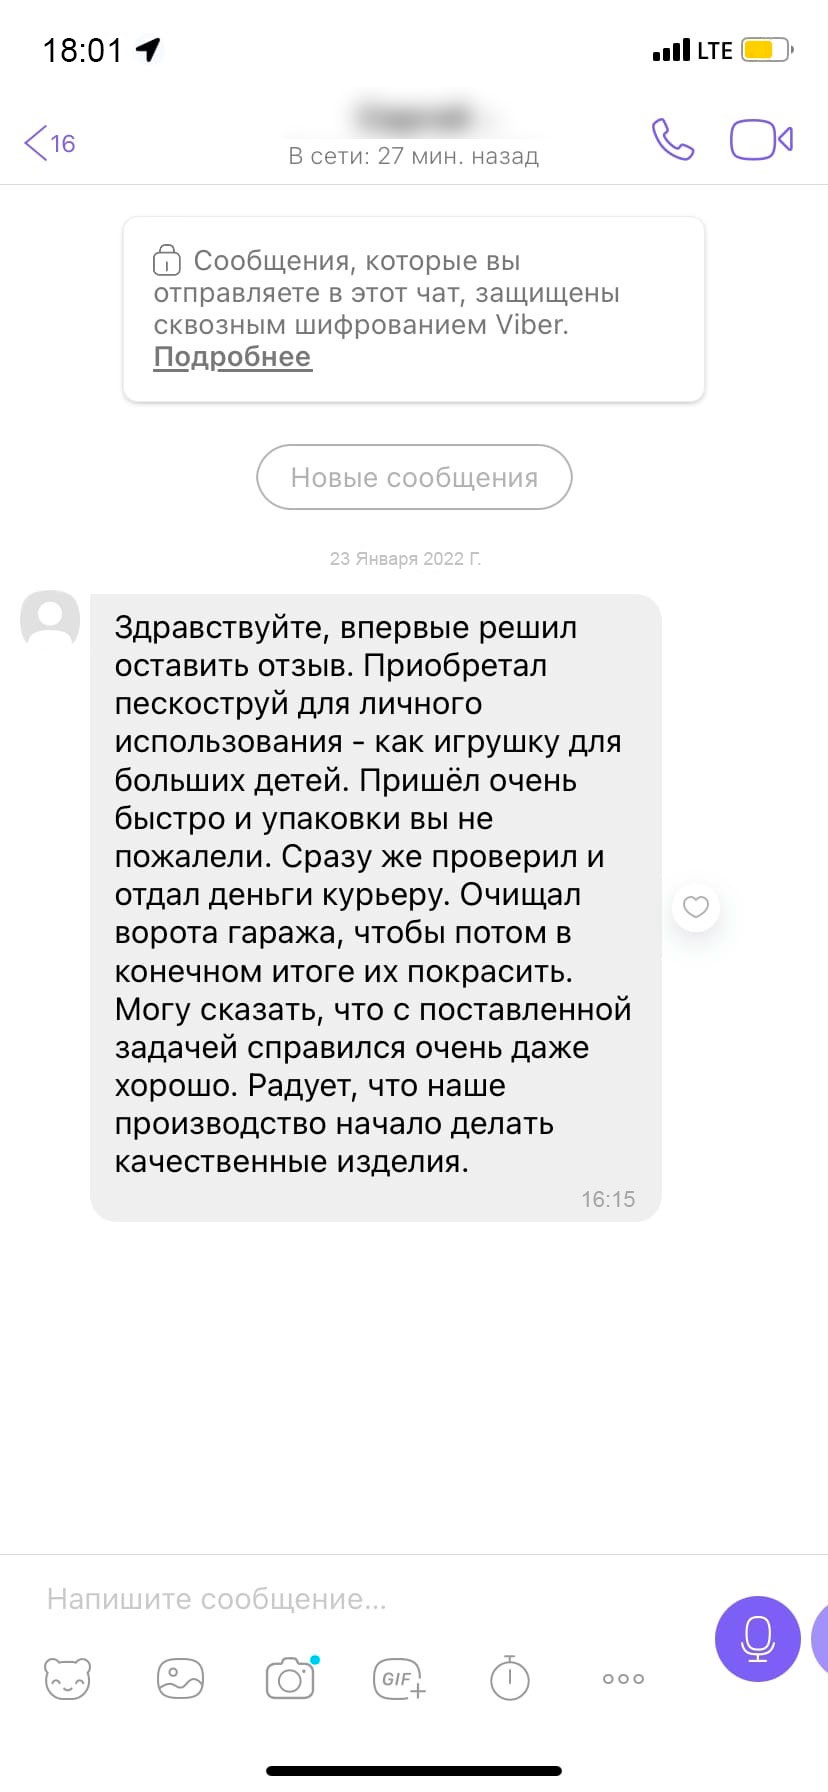 18:01
LTE
16
В сети: 27 мин. назад
Сообщения, которые вы
отправляете в этот чат, защищены
сквозным шифрованием Viber.
Подробнее
Новые сообщения
23 Января 2022 Г.
Здравствуйте, впервые решил
оставить отзыв. Приобретал
пескоструй для личного
использования - как игрушку для
больших детей. Пришёл очень
быстро и упаковки вы не
пожалели. Сразу же проверил и
отдал деньги курьеру. Очищал
ворота гаража, чтобы потом в
конечном итоге их покрасить.
Могу сказать, что с поставленной
задачей справился очень даже
хорошо. Радует, что наше
производство начало делать
качественные изделия.
16:15
Напишите сообщение...
GIF